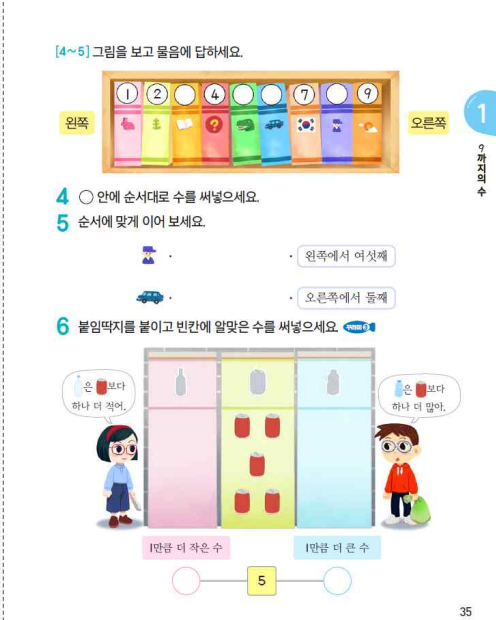 [4~5] 그림을 보고 물음에 답하세요.
1 2 4 7 9
왼쪽
오른쪽
1
9까지의 수
4 ○ 안에 순서대로 수를 써넣으세요.
5 순서에 맞게 이어 보세요.
· · 왼쪽에서 여섯째
· · 오른쪽에서 둘째
6 붙임딱지를 붙이고 빈칸에 알맞은 수를 써넣으세요.
은 보다
하나 더 적어.
은 보다
하나 더 많아.
1만큼 더 작은 수
1만큼 더 큰 수
5
35